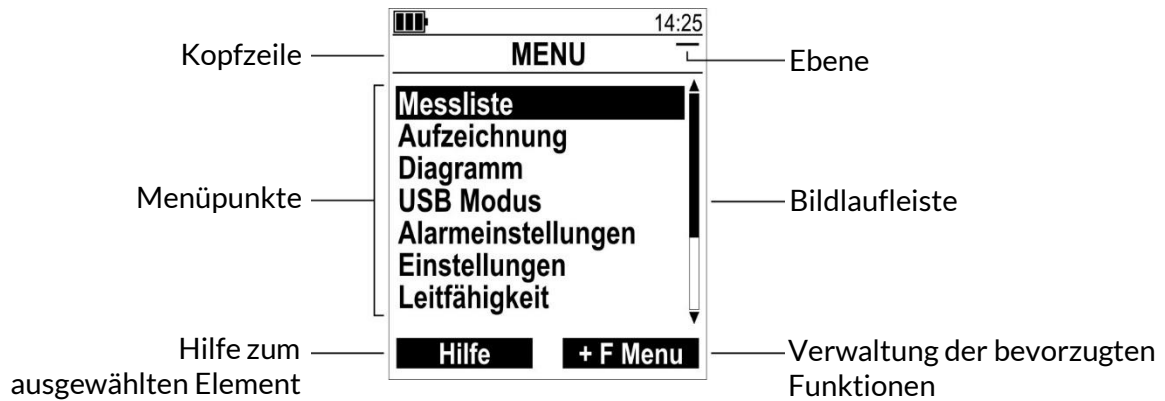 14:25
Kopfzeile
MENU
Ebene
Messliste
Aufzeichnung
Diagramm
Menüpunkte
USB Modus
Bildlaufleiste
Alarmeinstellungen
Einstellungen
Leitfähigkeit
Hilfe zum
ausgewählten Element
Hilfe
+ F Menu
Verwaltung der bevorzugten
Funktionen